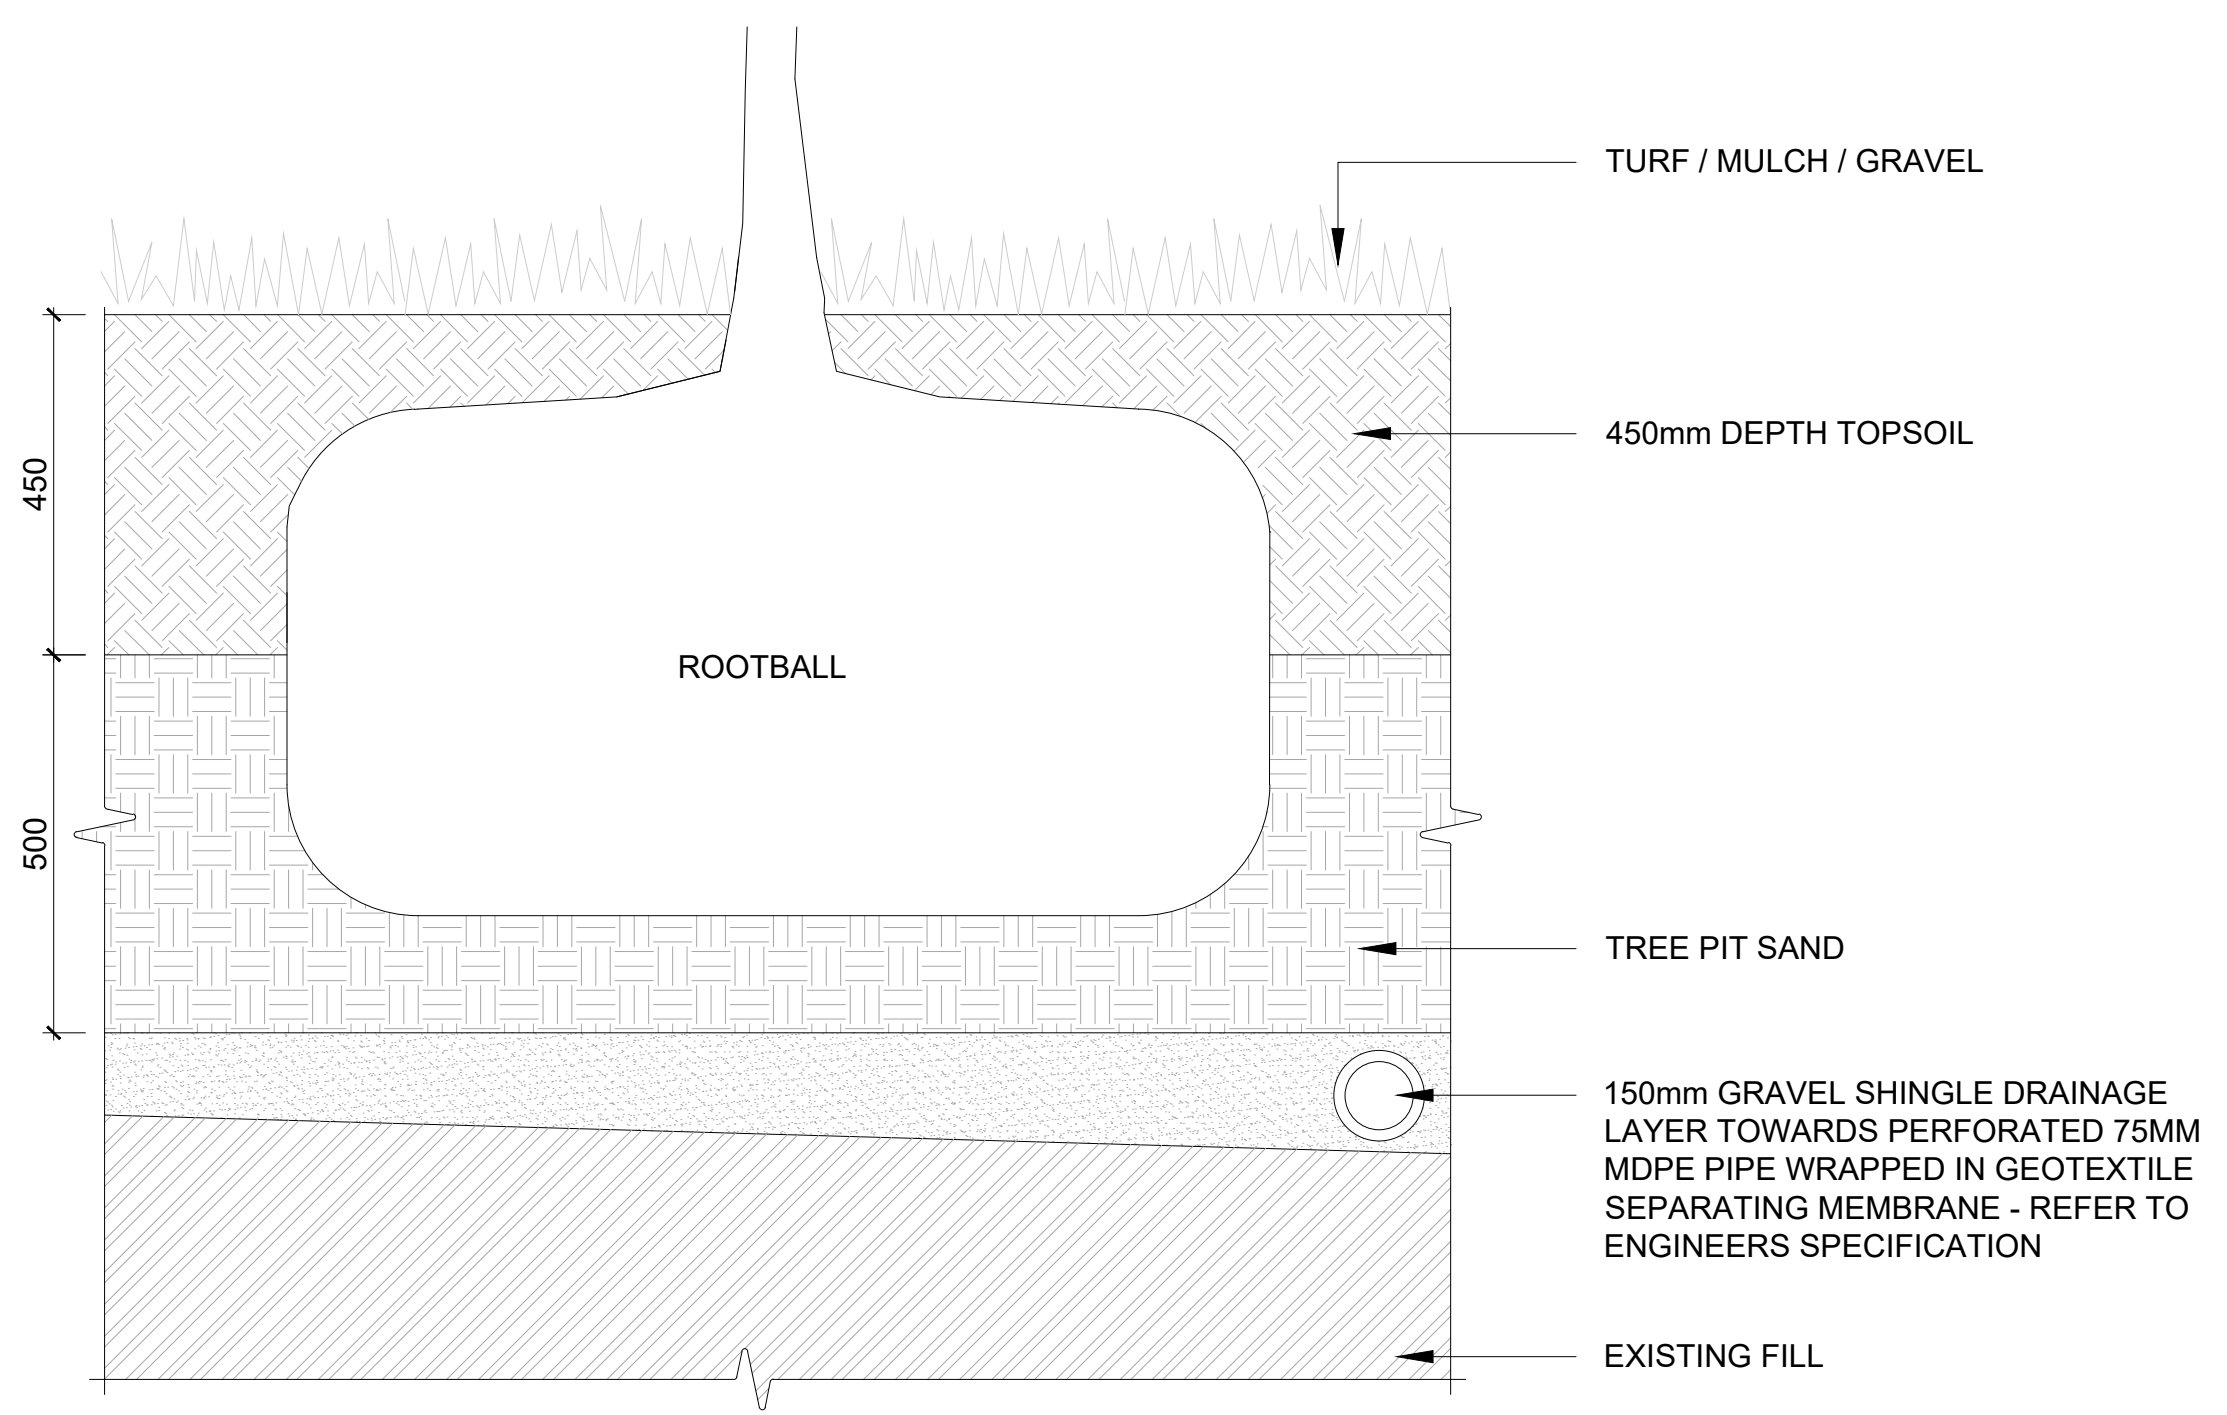 TURF / MULCH / GRAVEL
450mm DEPTH TOPSOIL
450
ROOTBALL
500
TREE PIT SAND
150mm GRAVEL SHINGLE DRAINAGE
LAYER TOWARDS PERFORATED 75MM
MDPE PIPE WRAPPED IN GEOTEXTILE
SEPARATING MEMBRANE - REFER TO
ENGINEERS SPECIFICATION
EXISTING FILL